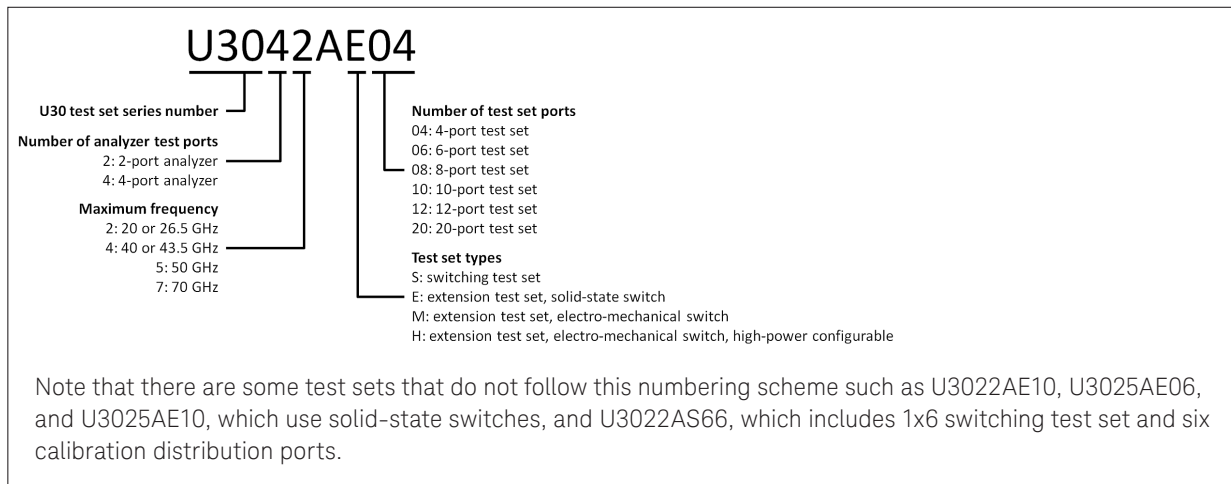 U3042AE04
U30 test set series number
Number of analyzer test ports
2: 2-port analyzer
4: 4-port analyzer
Maximum frequency
2: 20 or 26.5 GHz
4: 40 or 43.5 GHz
5: 50 GHz
7: 70 GHz
Number of test set ports
04: 4-port test set
06: 6-port test set
08: 8-port test set
10: 10-port test set
12: 12-port test set
20: 20-port test set
Test set types
S: switching test set
E: extension test set, solid-state switch
M: extension test set, electro-mechanical switch
H: extension test set, electro-mechanical switch, high-power configurable
Note that there are some test sets that do not follow this numbering scheme such as U3022AE10, U3025AE06,
and U3025AE10, which use solid-state switches, and U3022AS66, which includes 1x6 switching test set and six
calibration distribution ports.